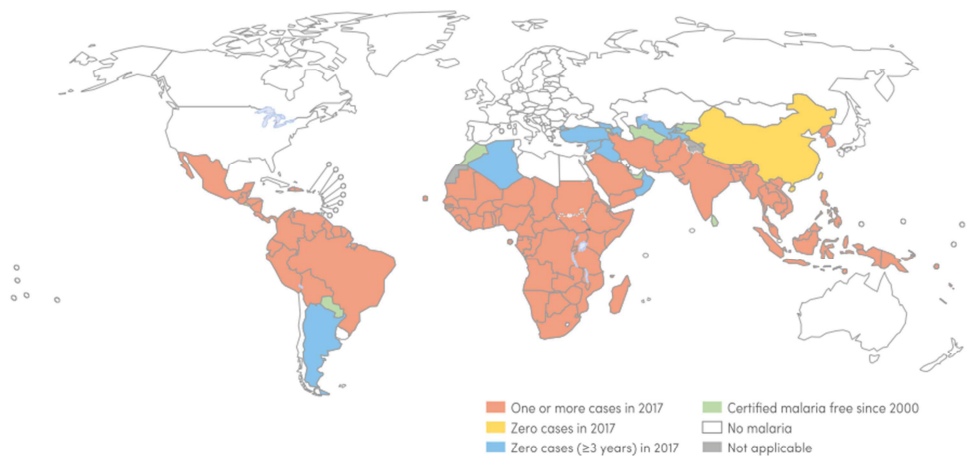 One or more cases in 2017
Zero cases in 2017
Zero cases (≥3 years) in 2017
Certified malaria free since 2000
No malaria
Not applicable